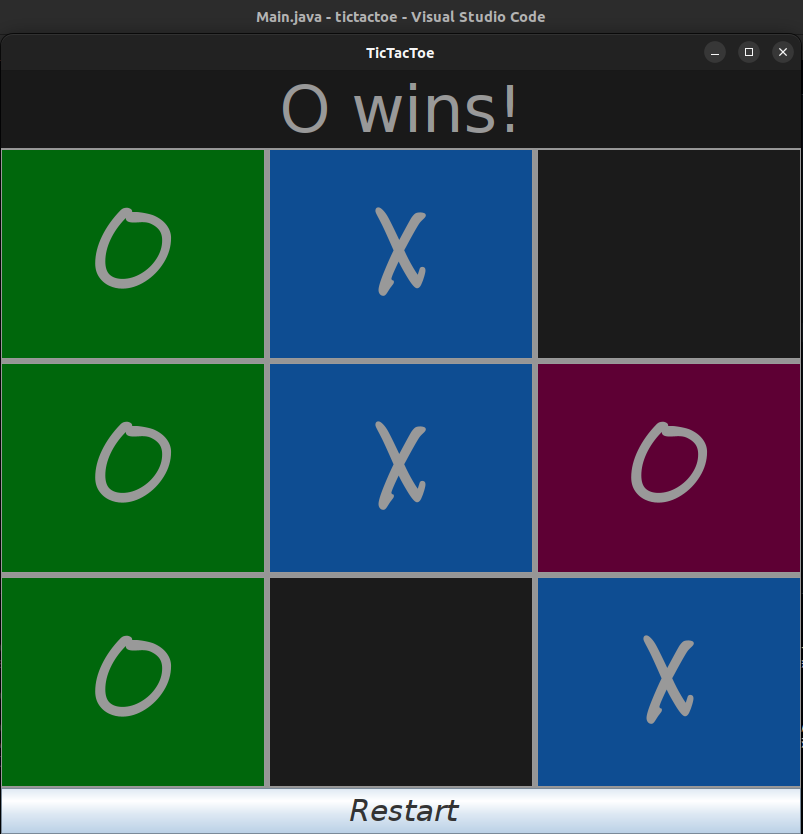 Main.java - tictactoe - Visual Studio Code
TicTacToe
O wins!
O X
O X O
O X
Restart